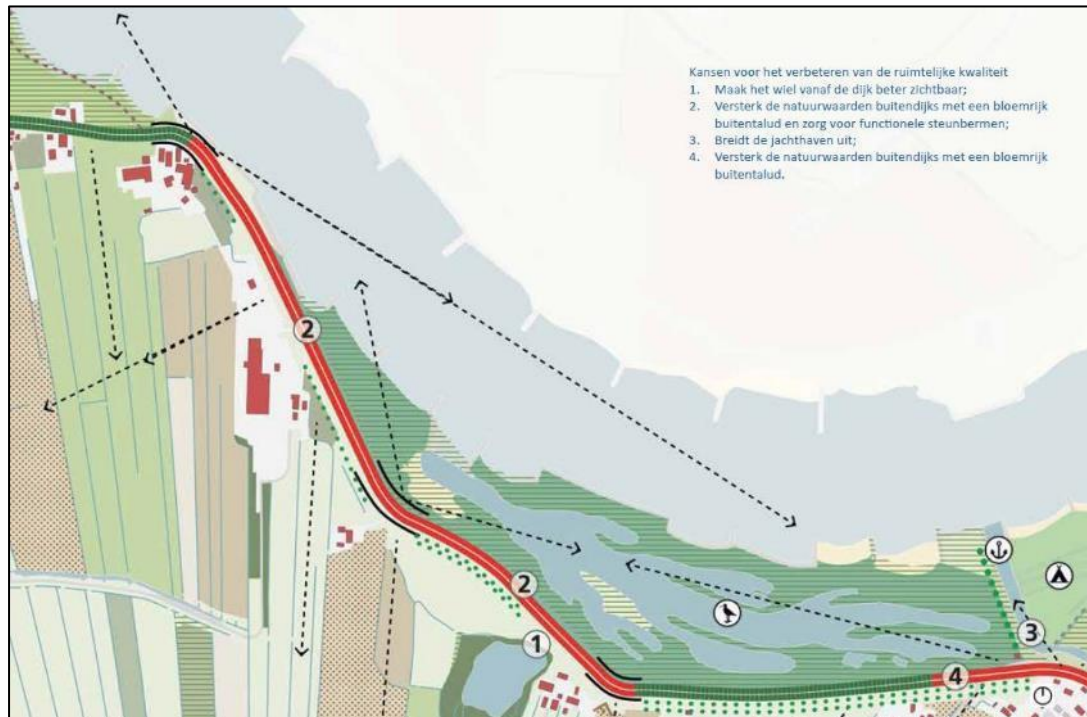 Kansen voor het verbeteren van de ruimtelijke kwaliteit
1. Maak het wiel vanaf de dijk beter zichtbaar;
2. Versterk de natuurwaarden buitendijks met een bloemrijk
buitentalud en zorg voor functionele steunbermen;
3. Breidt de jachthaven uit;
4. Versterk de natuurwaarden buitendijks met een bloemrijk
buitentalud.
2
2
1
3
4